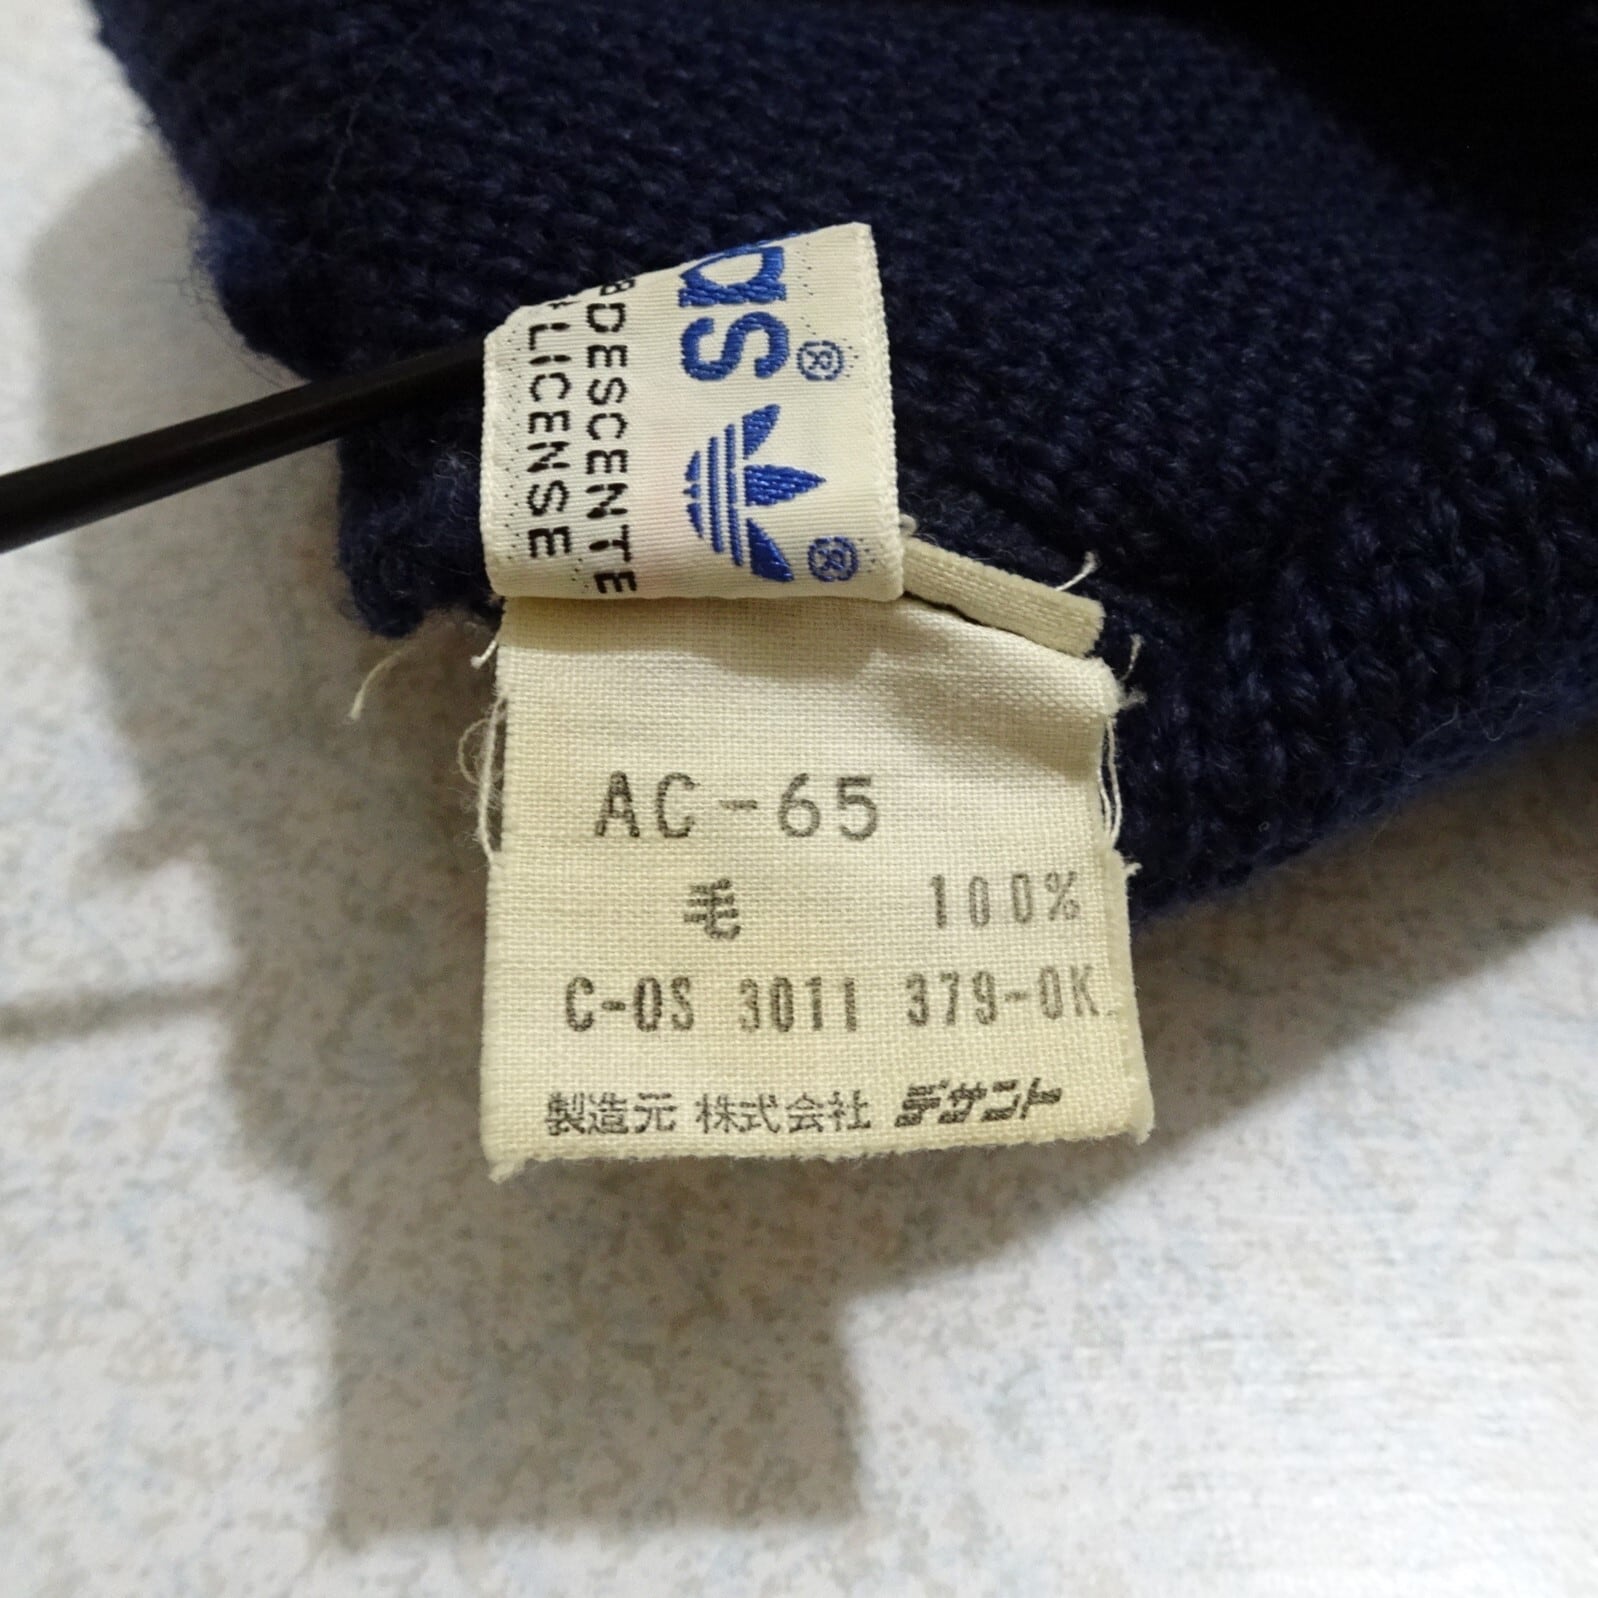 as®
®
DESCENTE
LICENSE
AC-65
毛 100%
C-OS 3011 379-OK
製造元 株式会社 デサント